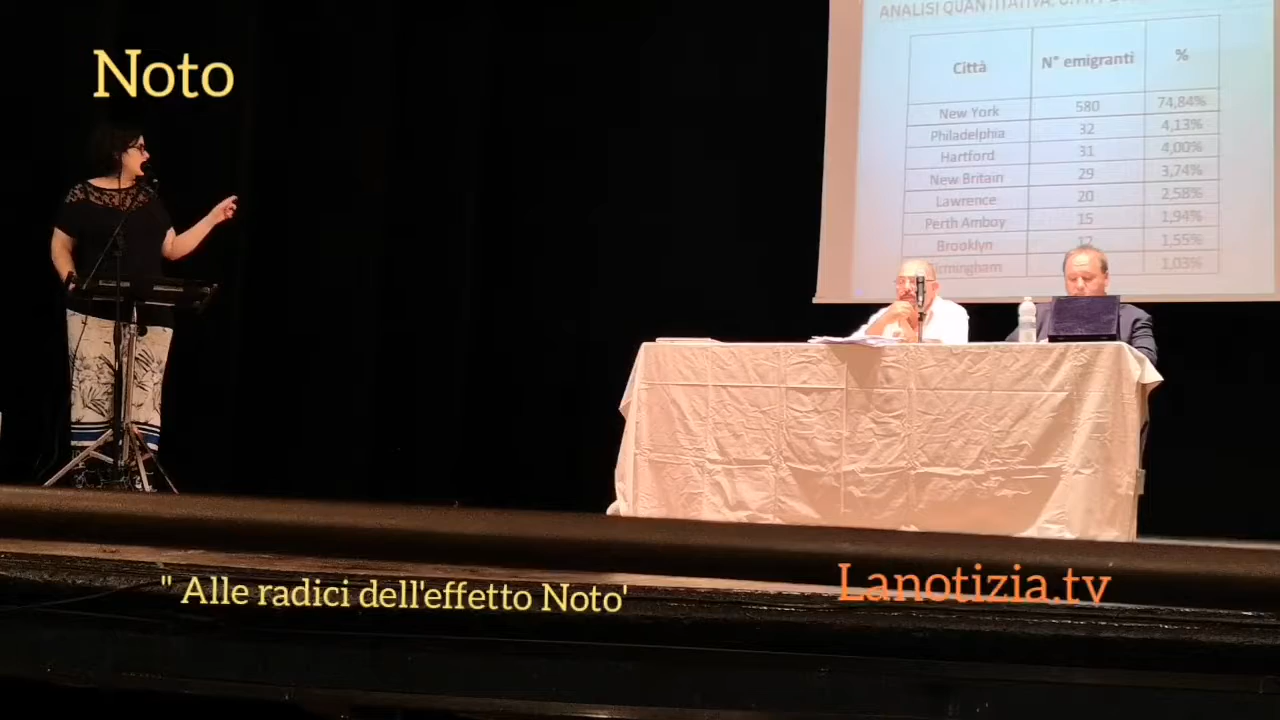 Noto
ANALISI QUANTITATIVA:
Città N° emigranti %
New York 580 74,84%
Philadelphia 32 4,13%
Hartford 31 4,00%
New Britain 29 3,74%
Lawrence 20 2,58%
Perth Amboy 15 1,94%
Brooklyn 12 1,55%
irmingham 1,03%
" Alle radici dell'effetto Noto'
Lanotizia.tv